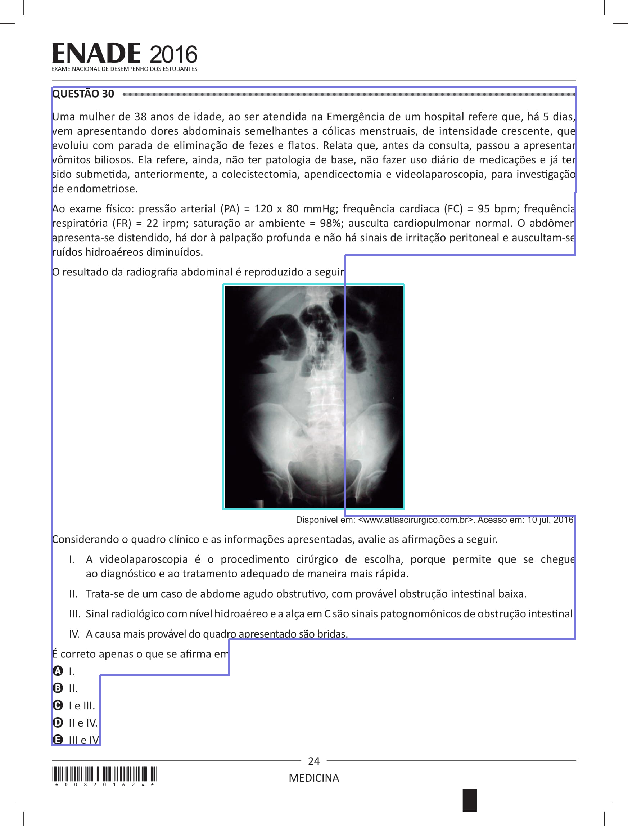 ENADE 2016
EXAME NACIONAL DE DESEMPENHO DOS ESTUDANTES
QUESTÃO 30
Uma mulher de 38 anos de idade, ao ser atendida na Emergência de um hospital refere que, há 5 dias,
vem apresentando dores abdominais semelhantes a cólicas menstruais, de intensidade crescente, que
evoluiu com parada de eliminação de fezes e flatos. Relata que, antes da consulta, passou a apresentar
vômitos biliosos. Ela refere, ainda, não ter patologia de base, não fazer uso diário de medicações e já ter
sido submetida, anteriormente, a colecistectomia, apendicectomia e videolaparoscopia, para investigação
de endometriose.
Ao exame físico: pressão arterial (PA) = 120 x 80 mmHg; frequência cardiaca (FC) = 95 bpm; frequência
respiratória (FR) = 22 irpm; saturação ar ambiente = 98%; ausculta cardiopulmonar normal. O abdômen
apresenta-se distendido, há dor à palpação profunda e não há sinais de irritação peritoneal e auscultam-se
ruídos hidroaéreos diminuídos.
O resultado da radiografia abdominal é reproduzido a seguir
Disponível em: <www.atlascirurgico.com.br>. Acesso em: 10 jul. 2016
Considerando o quadro clínico e as informações apresentadas, avalie as afirmações a seguir.
I. A videolaparoscopia é o procedimento cirúrgico de escolha, porque permite que se chegue
ao diagnóstico e ao tratamento adequado de maneira mais rápida.
II. Trata-se de um caso de abdome agudo obstrutivo, com provável obstrução intestinal baixa.
III. Sinal radiológico com nível hidroaéreo e a alça em C são sinais patognomônicos de obstrução intestinal
IV. A causa mais provável do quadro apresentado são bridas.
É correto apenas o que se afirma em
A I.
B II.
C I e III.
D II e IV.
E III e IV
24
MEDICINA